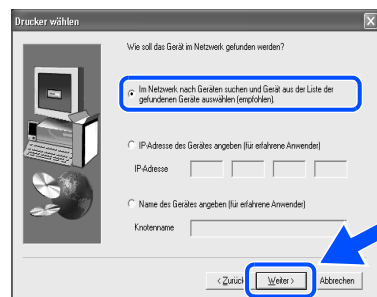 Drucker wählen
Wie soll das Gerät im Netzwerk gefunden werden?
Im Netzwerk nach Geräten suchen und Gerät aus der Liste der
gefundenen Geräte auswählen (empfohlen).
IP-Adresse des Gerätes angeben (für erfahrene Anwender)
IP-Adresse
Name des Gerätes angeben (für erfahrene Anwender)
Knotenname
< Zurück
Weiter >
Abbrechen